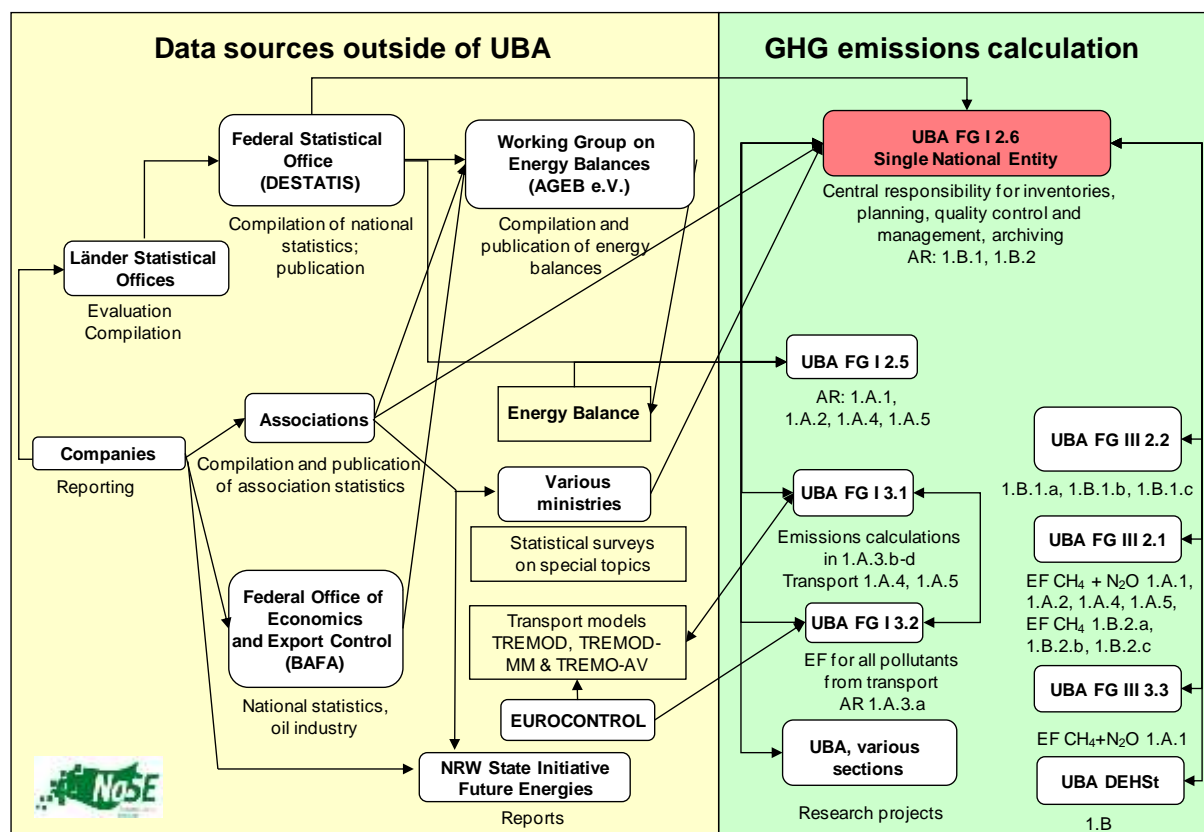 Data sources outside of UBA
GHG emissions calculation
Federal Statistical
Office
(DESTATIS)
Compilation of national
statistics;
publication
Working Group on
Energy Balances
(AGEB e.V.)
Compilation and
publication of energy
balances
UBA FG I 2.6
Single National Entity
Central responsibility for inventories,
planning, quality control and
management, archiving
AR: 1.B.1, 1.B.2
Länder Statistical
Offices
Evaluation
Compilation
UBA FG I 2.5
AR: 1.A.1,
1.A.2, 1.A.4, 1.A.5
Energy Balance
Associations
Compilation and publication
of association statistics
Companies
Reporting
UBA FG III 2.2
1.B.1.a, 1.B.1.b, 1.B.1.c
Various
ministries
Statistical surveys
on special topics
UBA FG I 3.1
Emissions calculations
in 1.A.3.b-d
Transport 1.A.4, 1.A.5
UBA FG III 2.1
EF CH₄ + N₂O 1.A.1,
1.A.2, 1.A.4, 1.A.5,
EF CH₄ 1.B.2.a,
1.B.2.b, 1.B.2.c
Federal Office of
Economics
and Export Control
(BAFA)
National statistics,
oil industry
Transport models
TREMOD, TREMOD-
MM & TREMO-AV
UBA FG I 3.2
EF for all pollutants
from transport
AR 1.A.3.a
UBA FG III 3.3
EF CH₄+N₂O 1.A.1
EUROCONTROL
UBA, various
sections
Research projects
UBA DEHSt
1.B
NRW State Initiative
Future Energies
Reports
NaSE